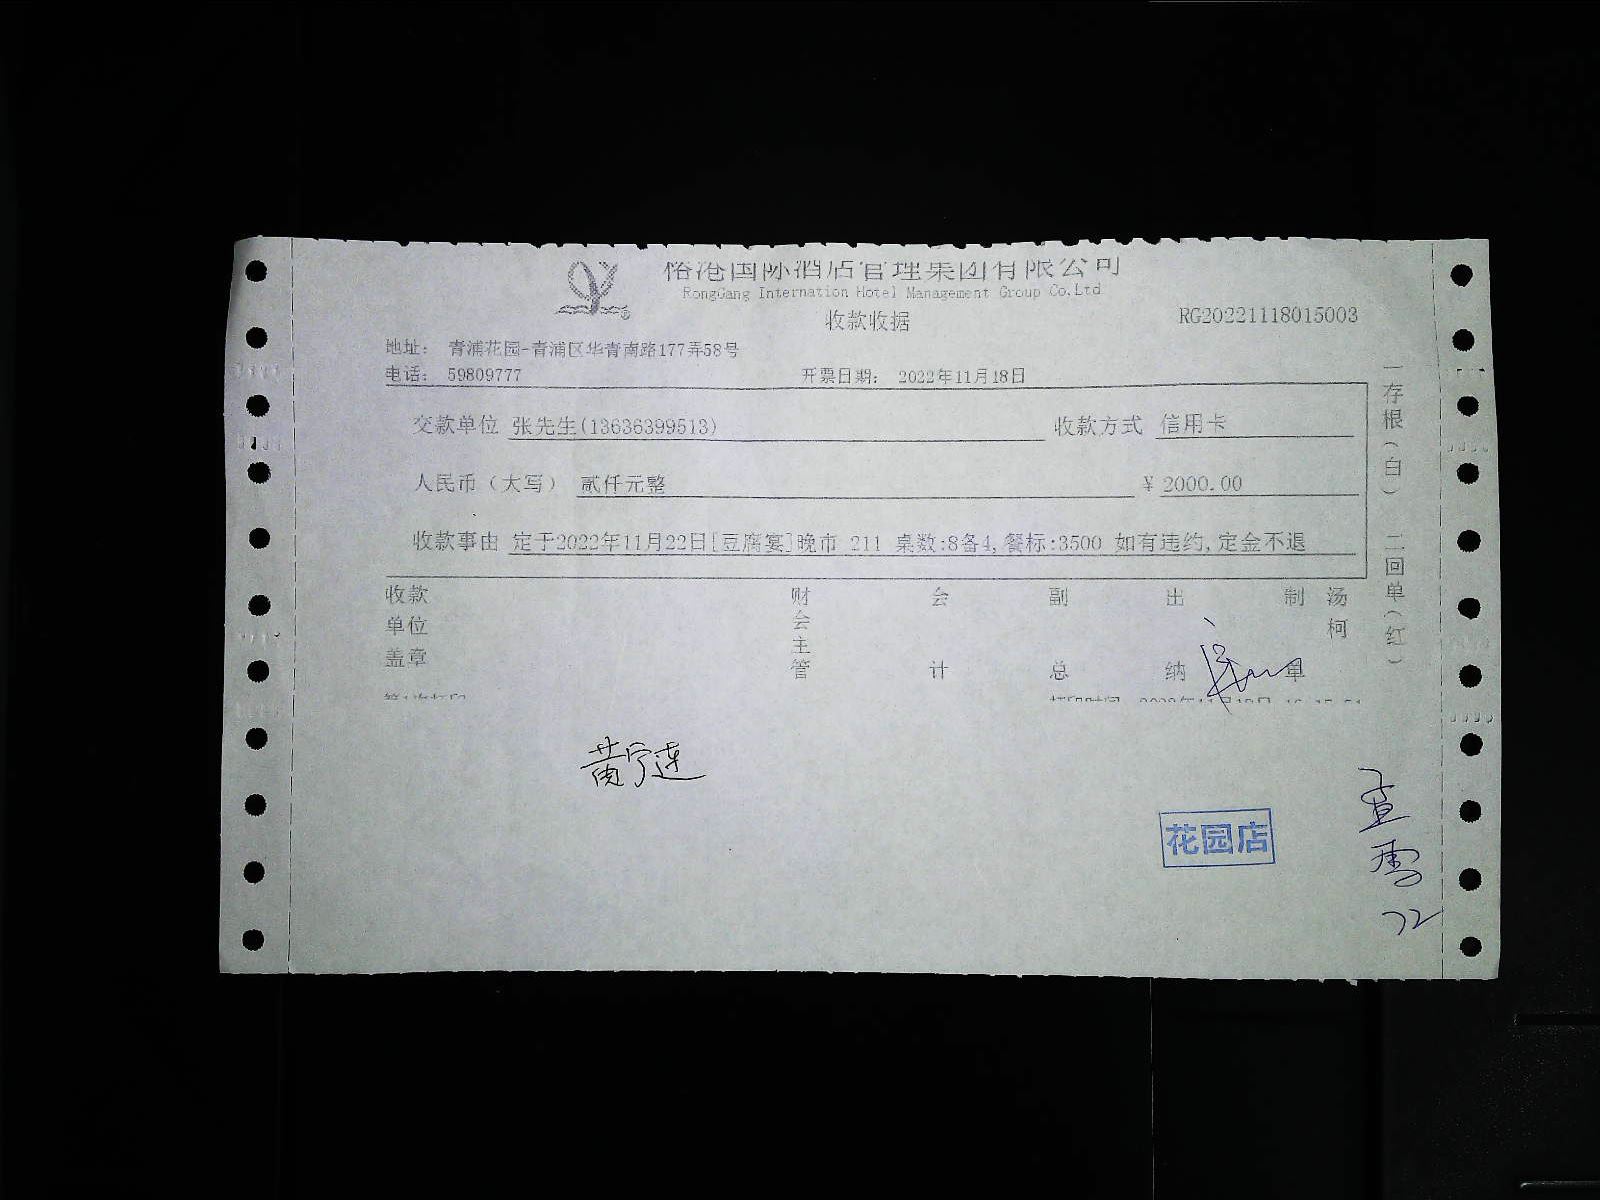 榕港国际酒店管理集团有限公司
RongGang Internation Hotel Management Group Co.Ltd
收款收据
RG20221118015003
地址： 青浦花园-青浦区华青南路177弄58号
电话： 59809777 开票日期： 2022年11月18日
交款单位 张先生(13636399513) 收款方式 信用卡
人民币（大写） 贰仟元整 ￥2000.00
收款事由 定于2022年11月22日[豆腐宴]晚市 211 桌数:8备4,餐标:3500 如有违约,定金不退
一存根（白） 二回单（红）
收款单位盖章 财会主管 会计 副总 出纳 制单 汤柯
黄宁莲
花园店